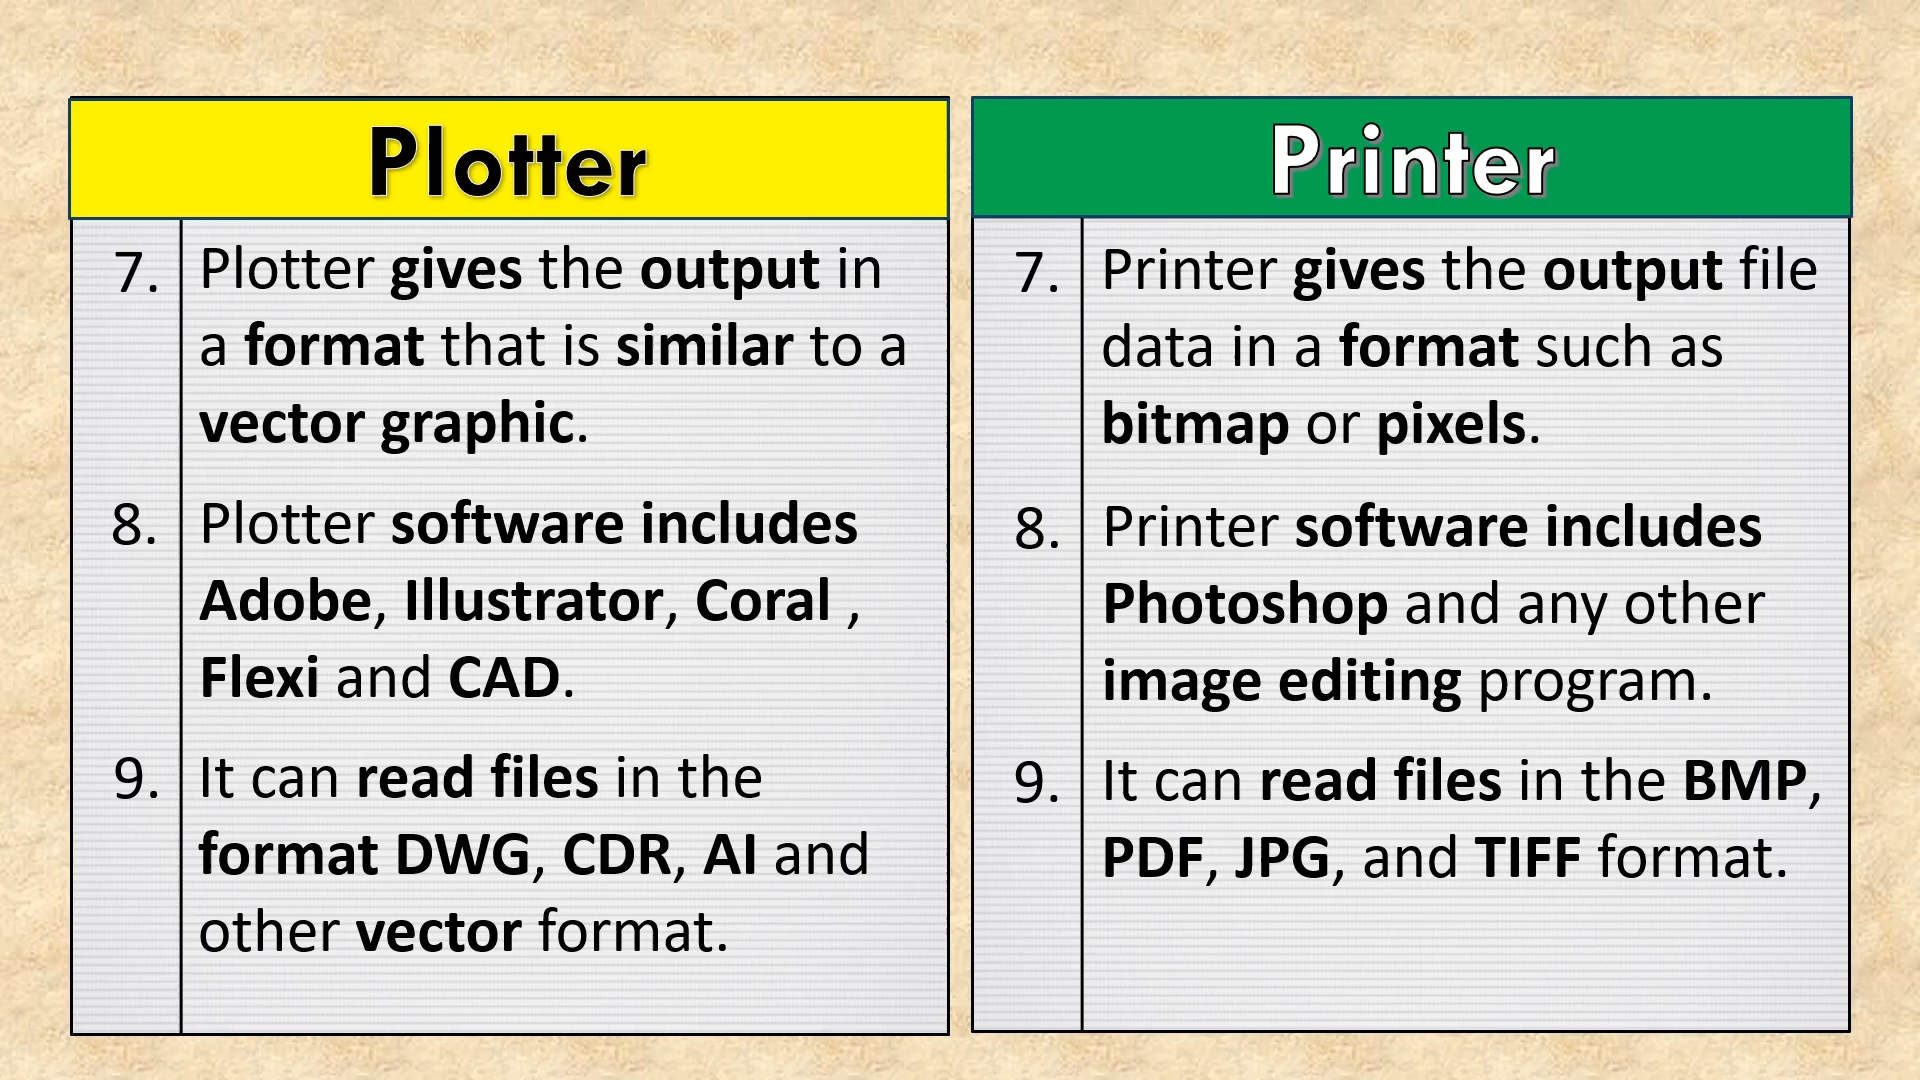 Plotter
7. Plotter gives the output in
a format that is similar to a
vector graphic.
8. Plotter software includes
Adobe, Illustrator, Coral ,
Flexi and CAD.
9. It can read files in the
format DWG, CDR, AI and
other vector format.
Printer
7. Printer gives the output file
data in a format such as
bitmap or pixels.
8. Printer software includes
Photoshop and any other
image editing program.
9. It can read files in the BMP,
PDF, JPG, and TIFF format.